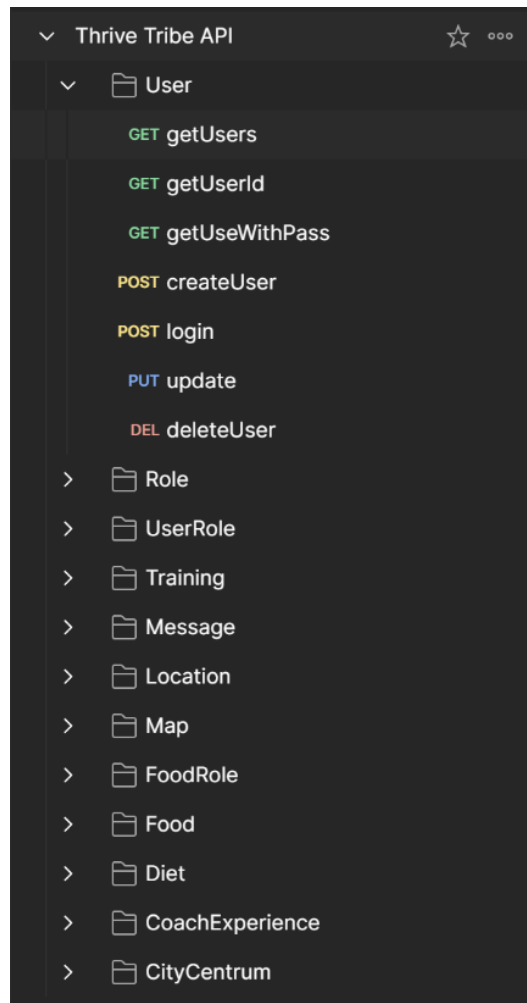 Thrive Tribe API
User
GET getUsers
GET getUserId
GET getUseWithPass
POST createUser
POST login
PUT update
DEL deleteUser
Role
UserRole
Training
Message
Location
Map
FoodRole
Food
Diet
CoachExperience
CityCentrum